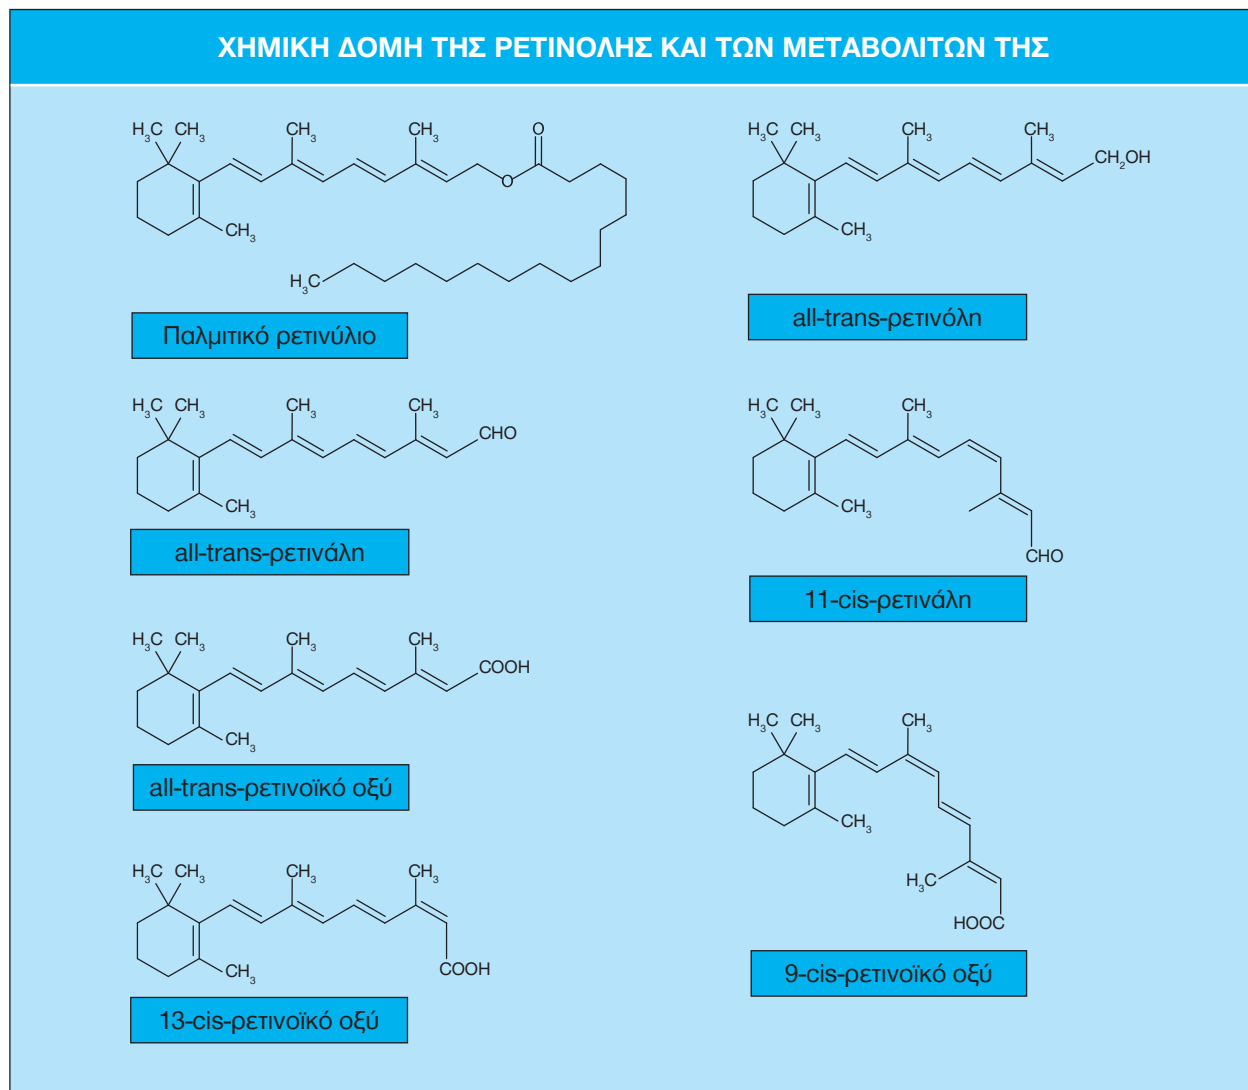 ΧΗΜΙΚΗ ΔΟΜΗ ΤΗΣ ΡΕΤΙΝΟΛΗΣ ΚΑΙ ΤΩΝ ΜΕΤΑΒΟΛΙΤΩΝ ΤΗΣ
H₃C CH₃ CH₃ CH₃ O
O
CH₃
H₃C
Παλμιτικό ρετινύλιο
H₃C CH₃ CH₃ CH₃
CH₂OH
CH₃
all-trans-ρετινόλη
H₃C CH₃ CH₃ CH₃
CHO
CH₃
all-trans-ρετινάλη
H₃C CH₃ CH₃
CH₃
CHO
11-cis-ρετινάλη
H₃C CH₃ CH₃ CH₃
COOH
CH₃
all-trans-ρετινοϊκό οξύ
H₃C CH₃ CH₃
CH₃
H₃C
HOOC
9-cis-ρετινοϊκό οξύ
H₃C CH₃ CH₃ CH₃
CH₃
COOH
13-cis-ρετινοϊκό οξύ